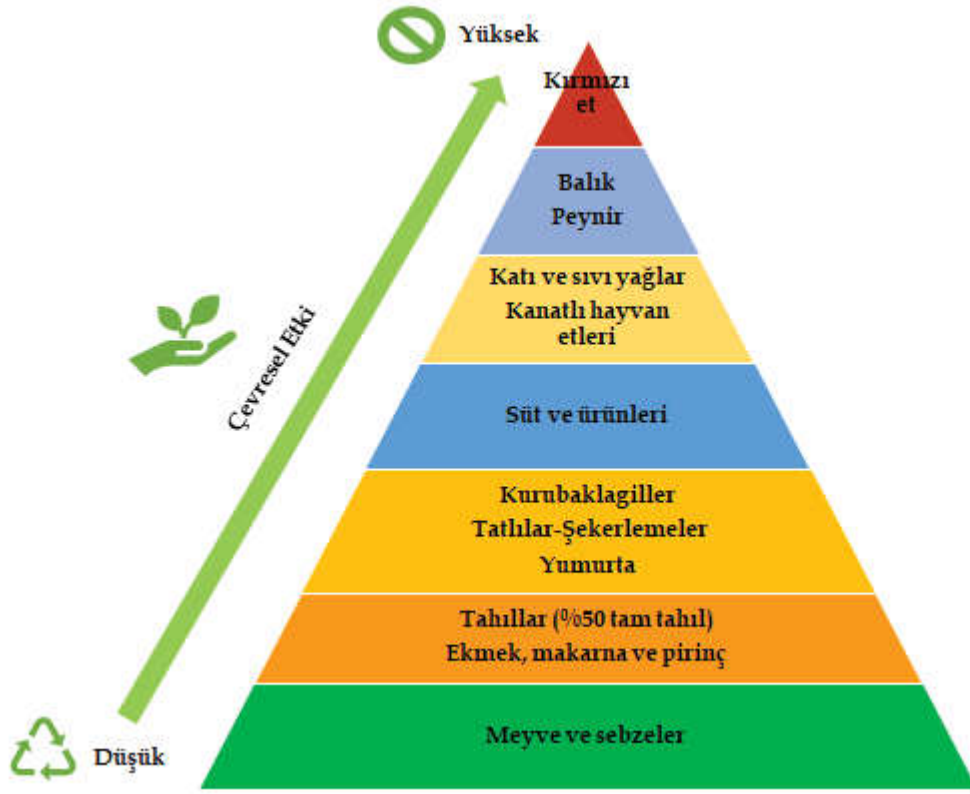 Yüksek
Kırmızı
et
Balık
Peynir
Katı ve sıvı yağlar
Kanatlı hayvan
etleri
Çevresel Etki
Süt ve ürünleri
Kurubaklagiller
Tatlılar-Şekerlemeler
Yumurta
Tahıllar (%50 tam tahıl)
Ekmek, makarna ve pirinç
Meyve ve sebzeler
Düşük